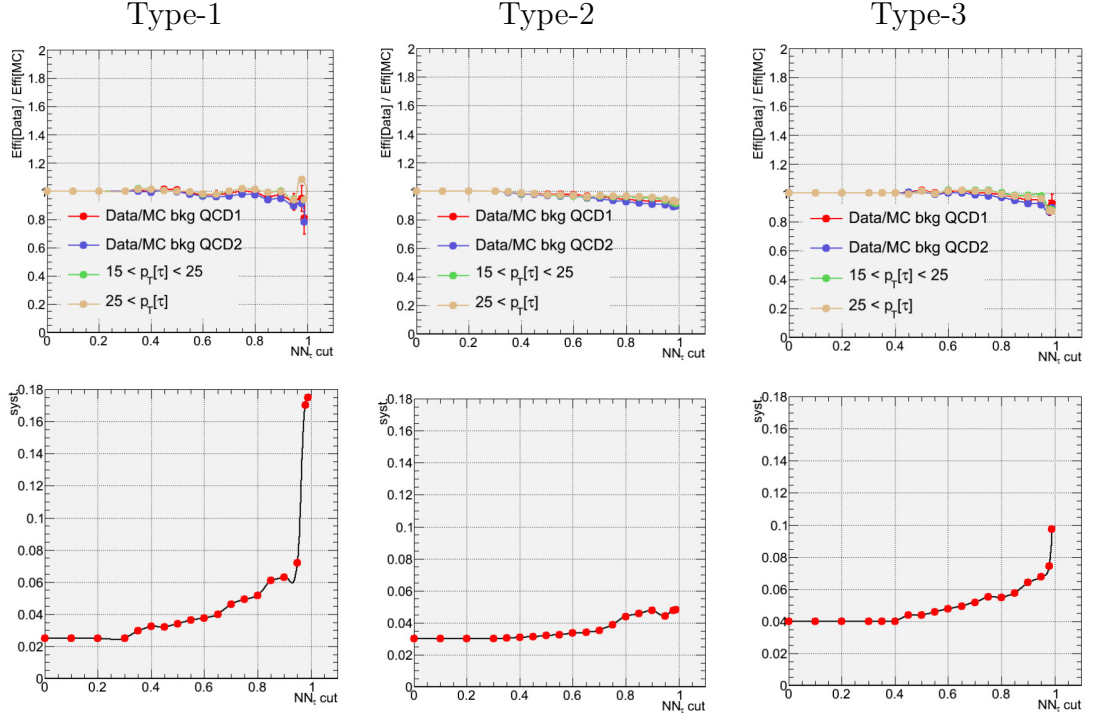 Type-1 Type-2 Type-3
Effi[Data] / Effi[MC]
2
1.8
1.6
1.4
1.2
1
0.8
0.6
0.4
0.2
0
Data/MC bkg QCD1
Data/MC bkg QCD2
15 < p_T[τ] < 25
25 < p_T[τ]
0 0.2 0.4 0.6 0.8 1
NN_τ cut
Effi[Data] / Effi[MC]
2
1.8
1.6
1.4
1.2
1
0.8
0.6
0.4
0.2
0
Data/MC bkg QCD1
Data/MC bkg QCD2
15 < p_T[τ] < 25
25 < p_T[τ]
0 0.2 0.4 0.6 0.8 1
NN_τ cut
Effi[Data] / Effi[MC]
2
1.8
1.6
1.4
1.2
1
0.8
0.6
0.4
0.2
0
Data/MC bkg QCD1
Data/MC bkg QCD2
15 < p_T[τ] < 25
25 < p_T[τ]
0 0.2 0.4 0.6 0.8 1
NN_τ cut
syst.
0.18
0.16
0.14
0.12
0.1
0.08
0.06
0.04
0.02
0
0 0.2 0.4 0.6 0.8 1
NN_τ cut
syst.
0.18
0.16
0.14
0.12
0.1
0.08
0.06
0.04
0.02
0
0 0.2 0.4 0.6 0.8 1
NN_τ cut
syst.
0.18
0.16
0.14
0.12
0.1
0.08
0.06
0.04
0.02
0
0 0.2 0.4 0.6 0.8 1
NN_τ cut